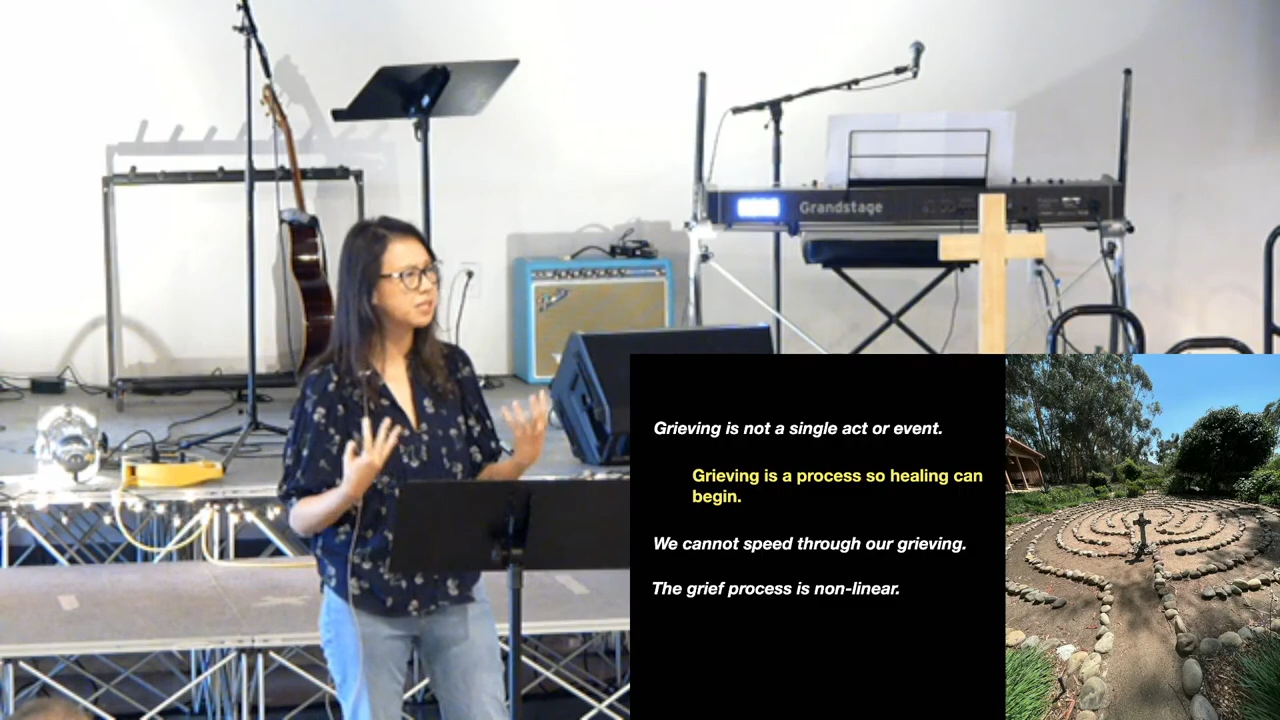 Grandstage
Grieving is not a single act or event.
Grieving is a process so healing can
begin.
We cannot speed through our grieving.
The grief process is non-linear.